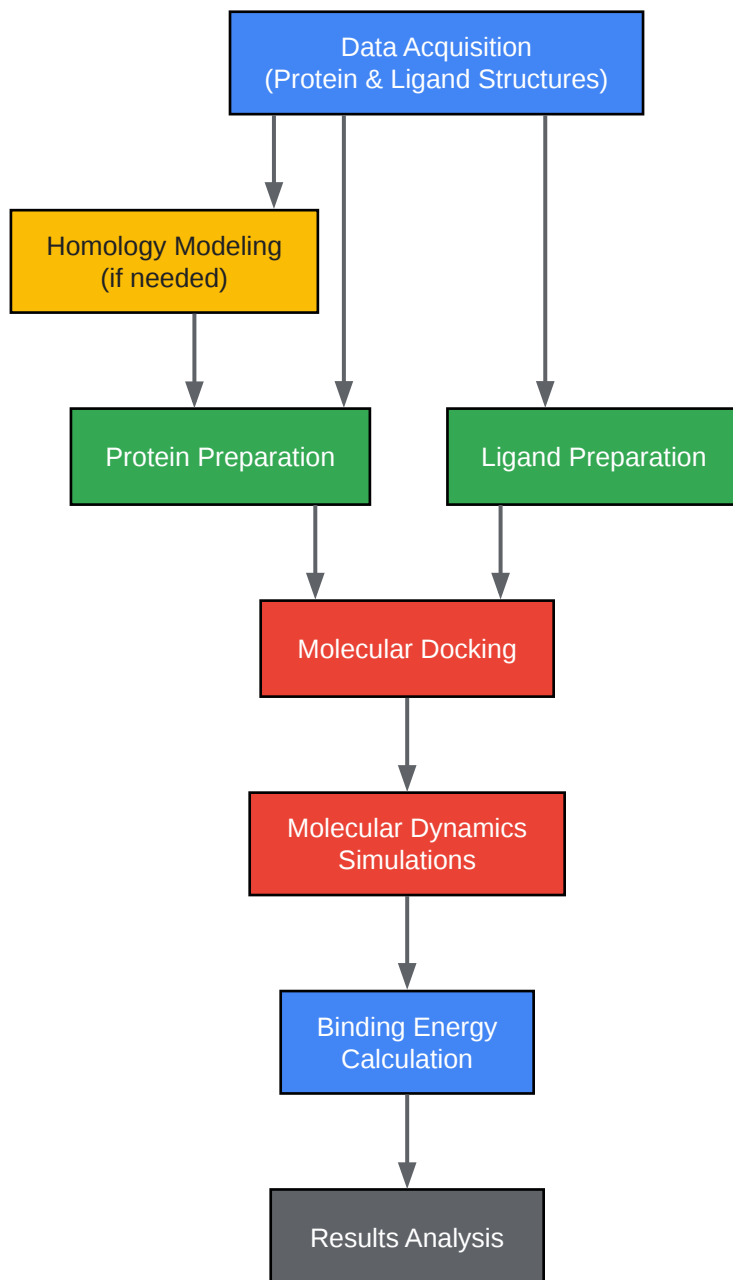 Data Acquisition
(Protein & Ligand Structures)
Homology Modeling
(if needed)
Protein Preparation
Ligand Preparation
Molecular Docking
Molecular Dynamics
Simulations
Binding Energy
Calculation
Results Analysis